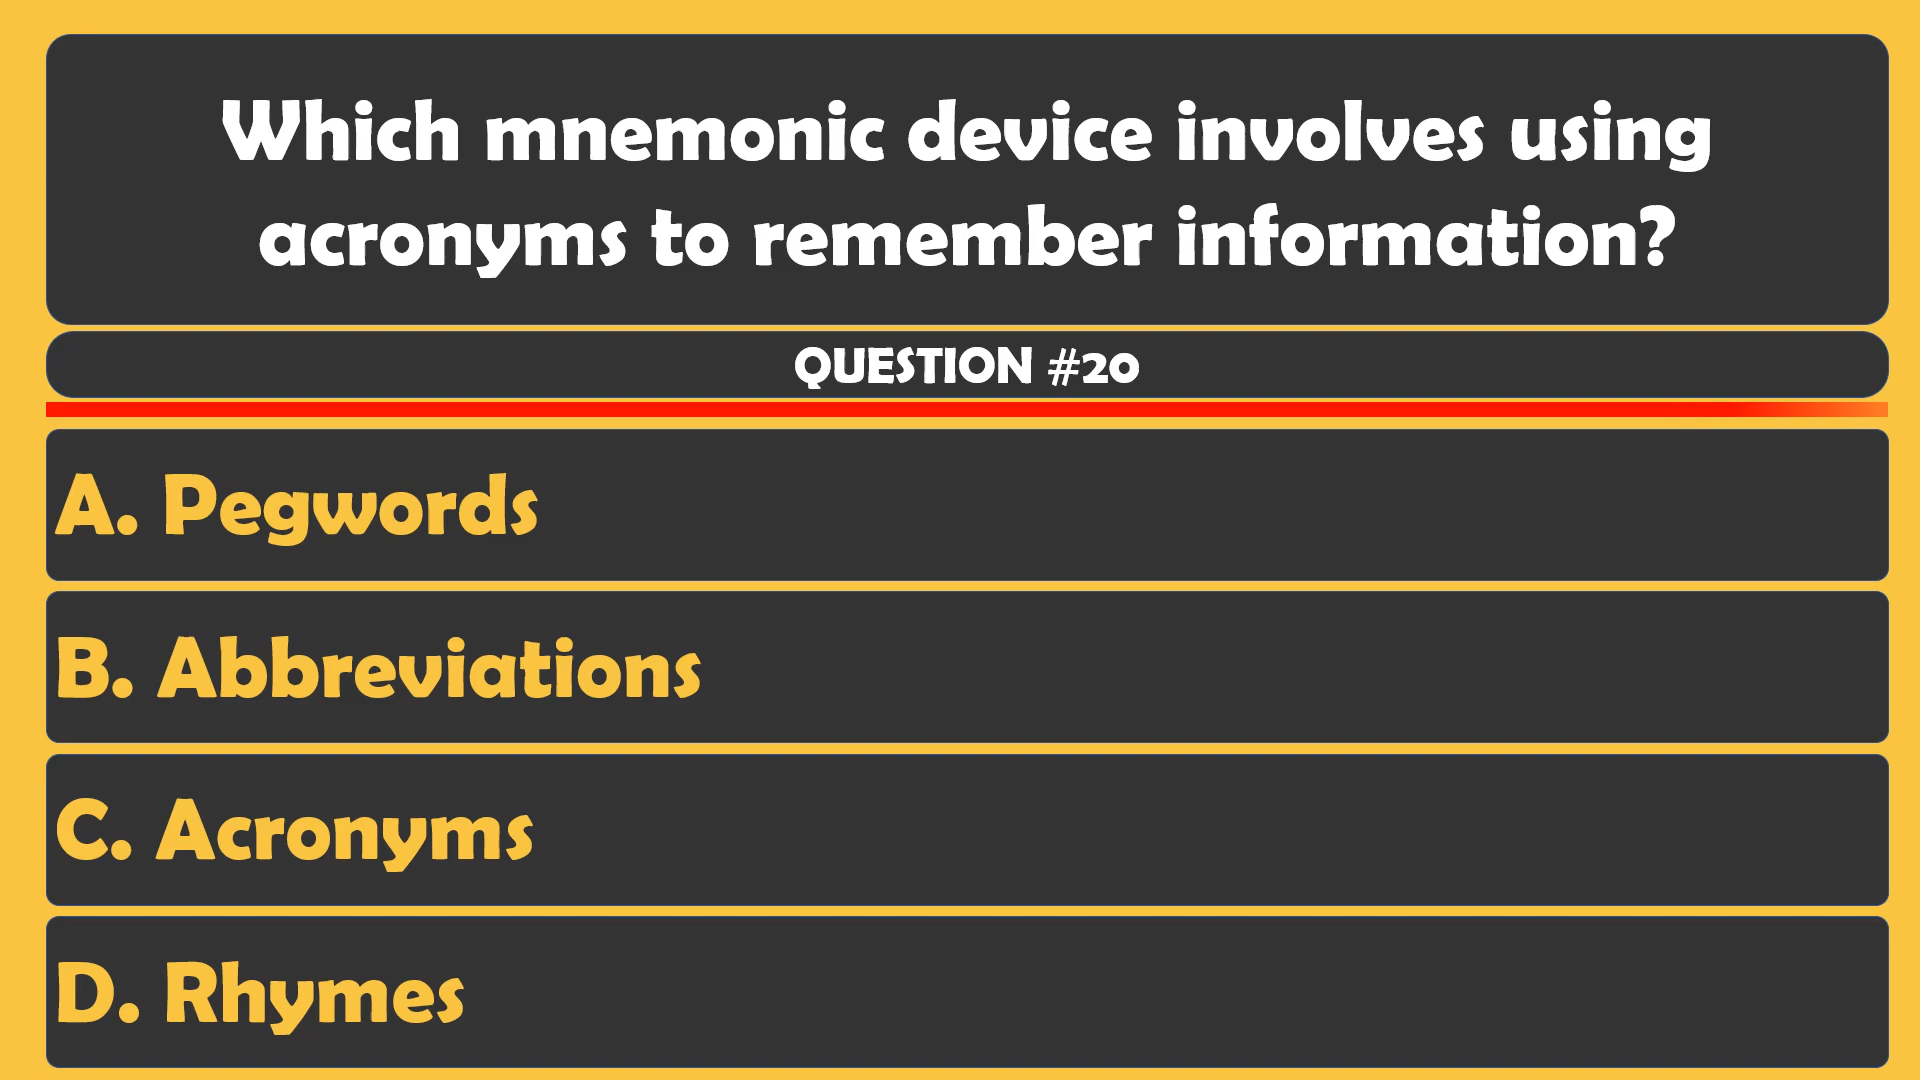 Which mnemonic device involves using
acronyms to remember information?
QUESTION #20
A. Pegwords
B. Abbreviations
C. Acronyms
D. Rhymes